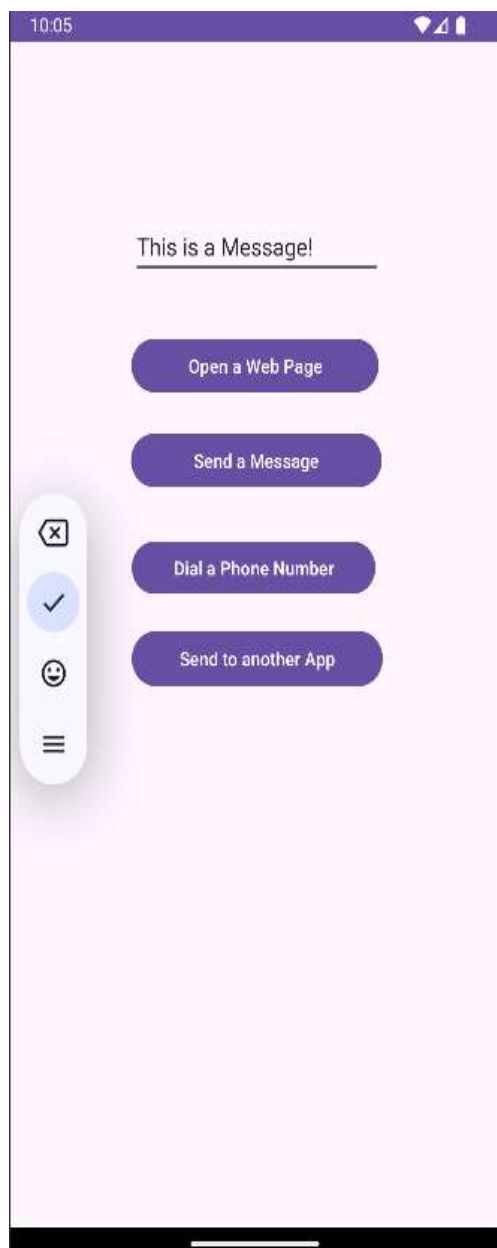 10:05
This is a Message!
Open a Web Page
Send a Message
Dial a Phone Number
Send to another App